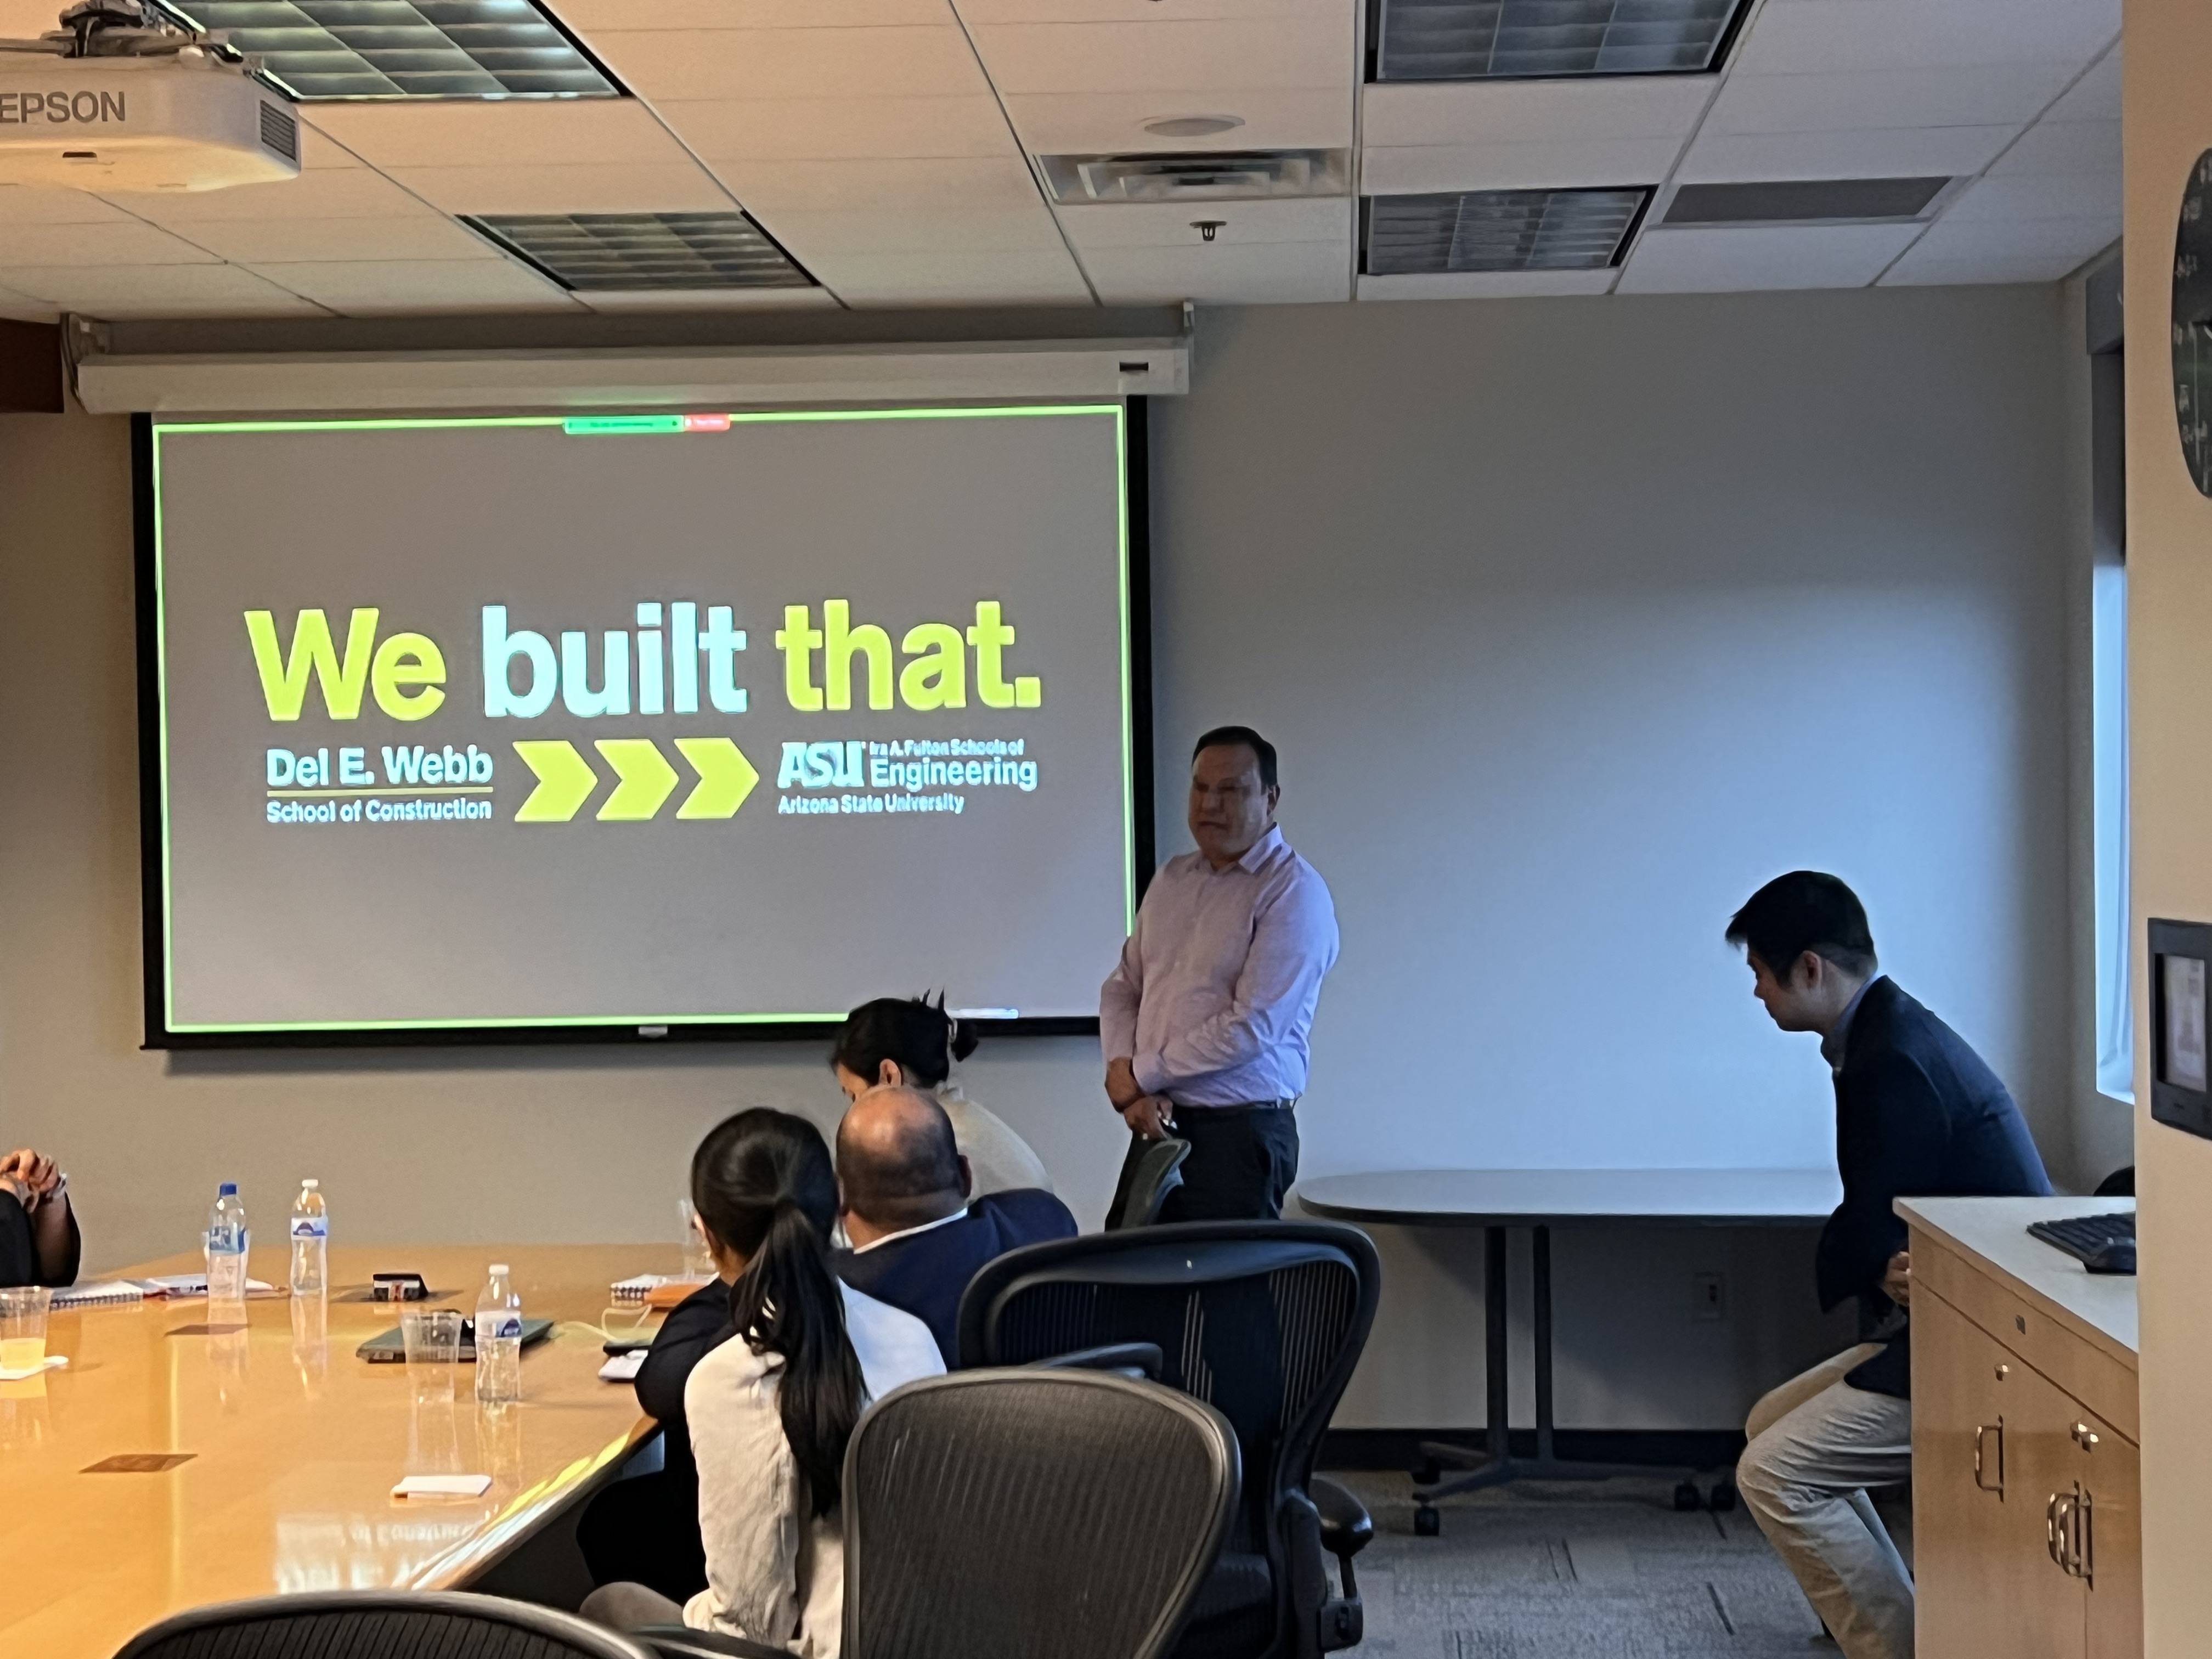 EPSON
We built that.
Del E. Webb
School of Construction
ASU Ira A. Fulton Schools of
Engineering
Arizona State University